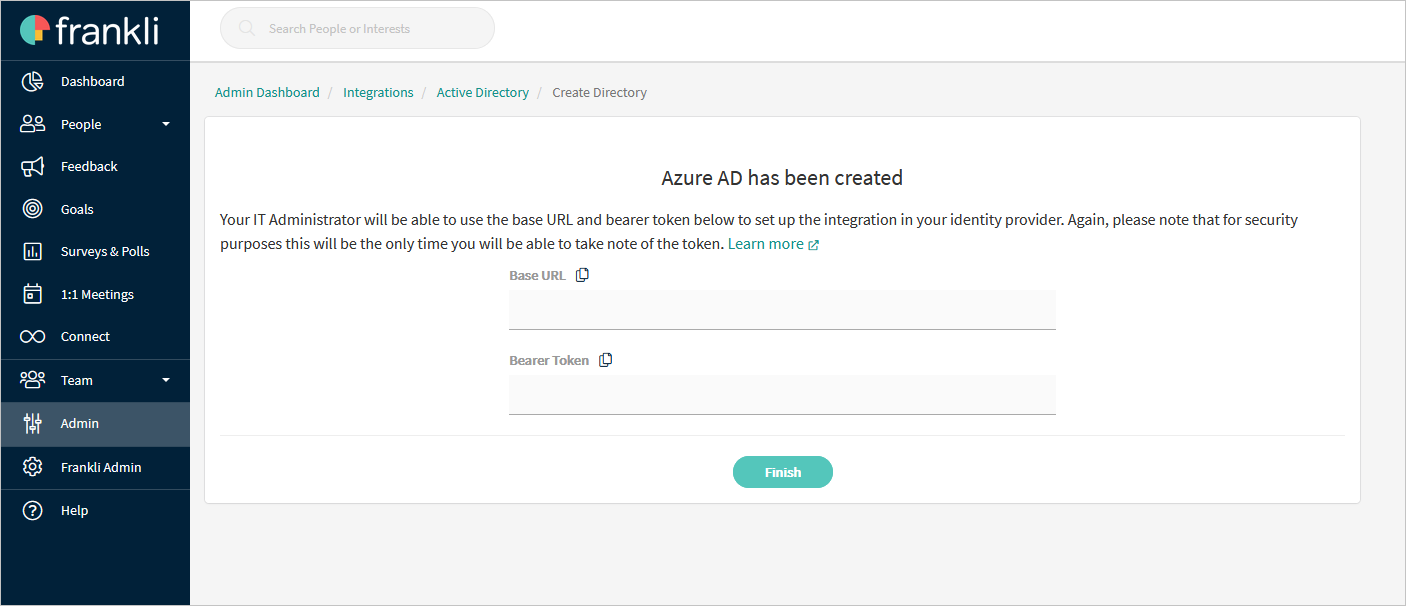 frankli
Search People or Interests
Dashboard
People
Feedback
Goals
Surveys & Polls
1:1 Meetings
Connect
Team
Admin
Frankli Admin
Help
Admin Dashboard / Integrations / Active Directory / Create Directory
Azure AD has been created
Your IT Administrator will be able to use the base URL and bearer token below to set up the integration in your identity provider. Again, please note that for security
purposes this will be the only time you will be able to take note of the token. Learn more
Base URL
Bearer Token
Finish